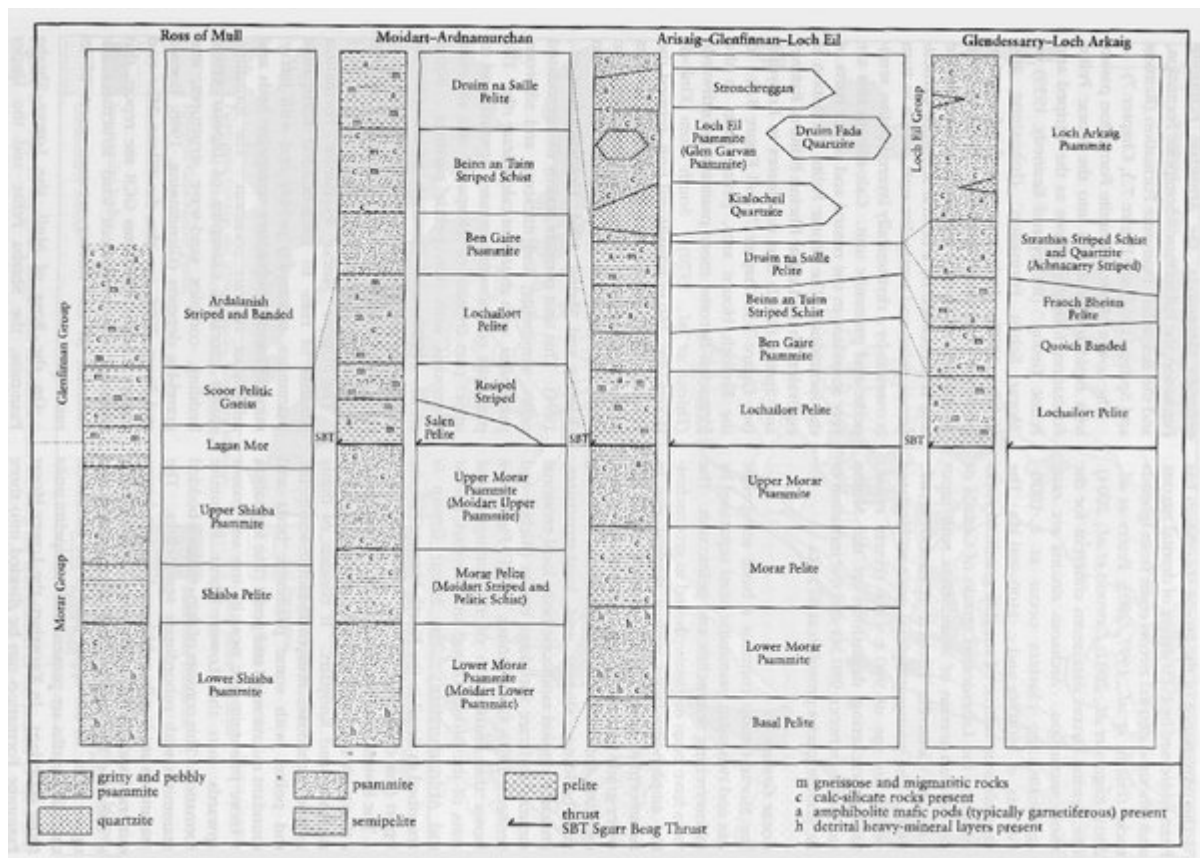 Ross of Mull
Moidart–Ardnamurchan
Arisaig–Glenfinnan–Loch Eil
Glendessarry–Loch Arkaig
Glenfinnan Group
Morar Group
Ardalanish
Striped and Banded
Scoor Pelitic
Gneiss
Lagan Mor
Upper Shiaba
Psammite
Shiaba Pelite
Lower Shiaba
Psammite
SBT
Druim na Saille
Pelite
Beinn an Tuim
Striped Schist
Ben Gaire
Psammite
Lochailort
Pelite
Resipol
Striped
Salen
Pelite
Upper Morar
Psammite
(Moidart Upper
Psammite)
Morar Pelite
(Moidart Striped and
Pelitic Schist)
Lower Morar
Psammite
(Moidart Lower
Psammite)
SBT
Stronchreggan
Loch Eil
Psammite
(Glen Garvan
Psammite)
Druim Fada
Quartzite
Kinlocheil
Quartzite
Druim na Saille
Pelite
Beinn an Tuim
Striped Schist
Ben Gaire
Psammite
Lochailort Pelite
Upper Morar
Psammite
Morar Pelite
Lower Morar
Psammite
Basal Pelite
Loch Eil Group
SBT
Loch Arkaig
Psammite
Strathan Striped Schist
and Quartzite
(Achnacarry Striped)
Fraoch Bheinn
Pelite
Quoich Banded
Lochailort Pelite
gritty and pebbly
psammite
quartzite
psammite
semipelite
pelite
thrust
SBT Sgurr Beag Thrust
m gneissose and migmatitic rocks
c calc-silicate rocks present
a amphibolite mafic pods (typically garnetiferous) present
h detrital heavy-mineral layers present